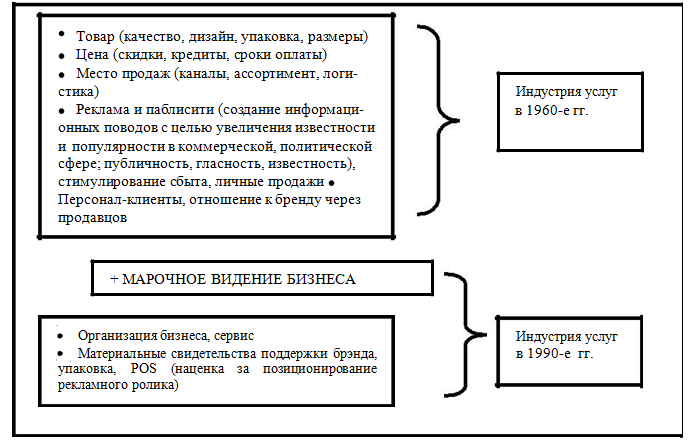 • Товар (качество, дизайн, упаковка, размеры)
• Цена (скидки, кредиты, сроки оплаты)
• Место продаж (каналы, ассортимент, логи-
стика)
• Реклама и паблисити (создание информаци-
онных поводов с целью увеличения известности
и популярности в коммерческой, политической
сфере; публичность, гласность, известность),
стимулирование сбыта, личные продажи •
Персонал-клиенты, отношение к бренду через
продавцов
Индустрия услуг
в 1960-е гг.
+ МАРОЧНОЕ ВИДЕНИЕ БИЗНЕСА
• Организация бизнеса, сервис
• Материальные свидетельства поддержки брэнда,
упаковка, POS (наценка за позиционирование
рекламного ролика)
Индустрия услуг
в 1990-е гг.